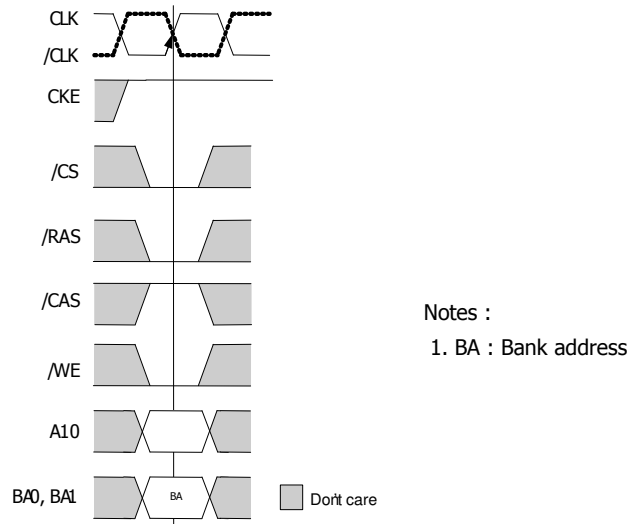 CLK
/CLK
CKE
/CS
/RAS
/CAS
/WE
A10
BA0, BA1
BA
Don't care
Notes :
1. BA : Bank address